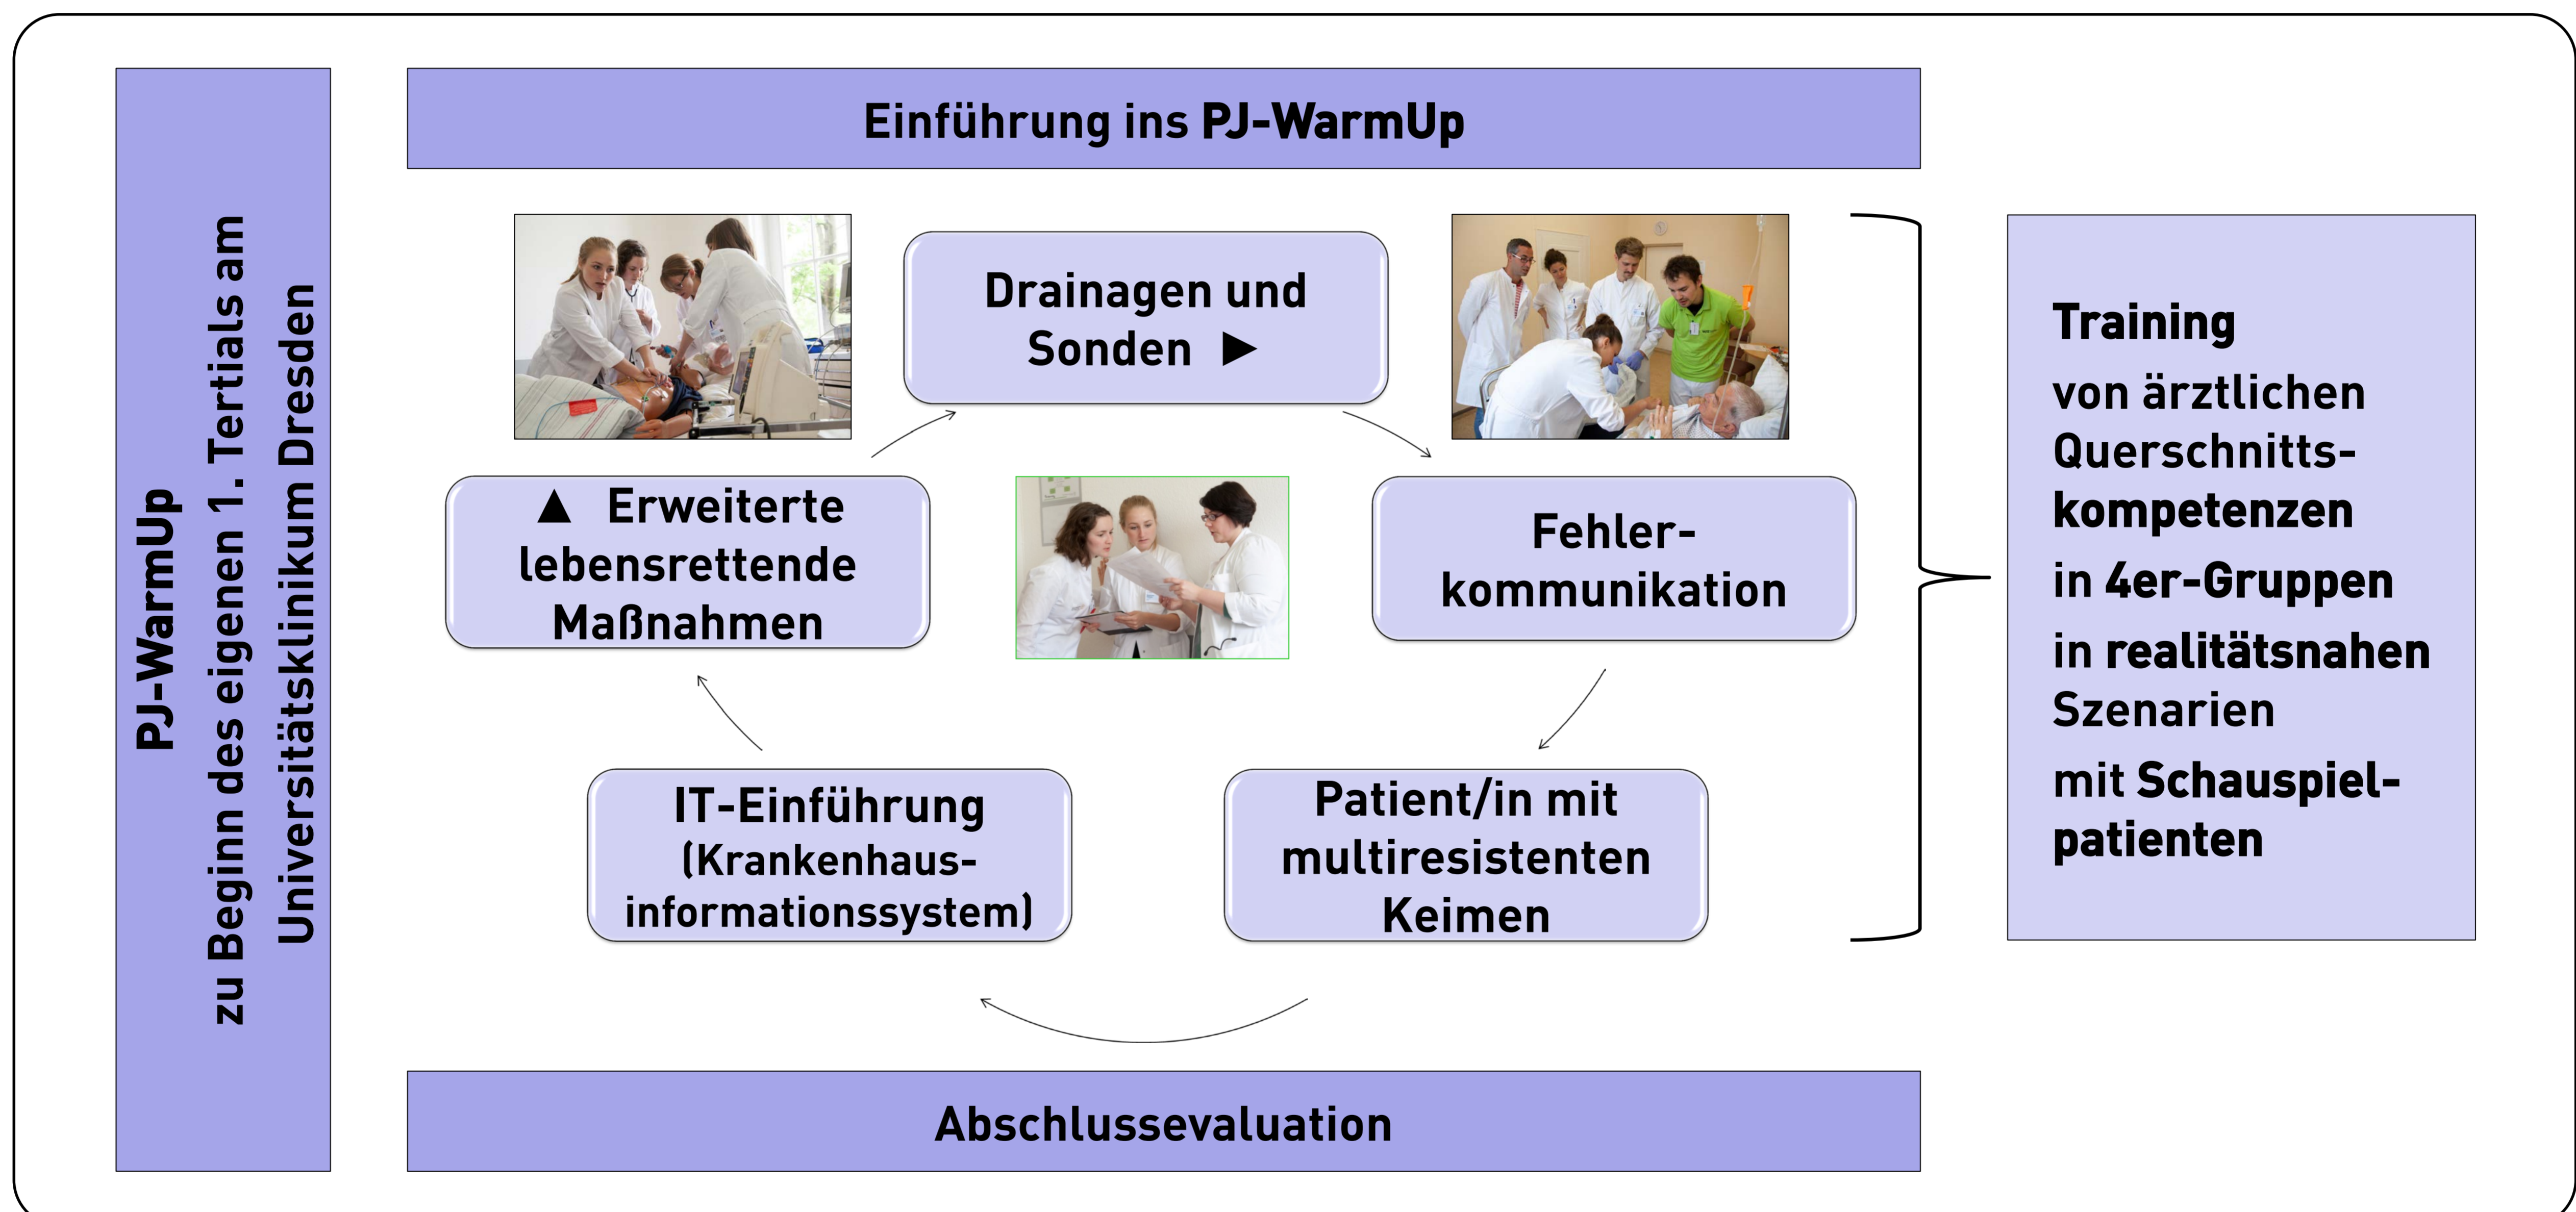 PJ-WarmUp
zu Beginn des eigenen 1. Tertials am
Universitätsklinikum Dresden
Einführung ins PJ-WarmUp
Drainagen und
Sonden ►
Fehler-
kommunikation
Patient/in mit
multiresistenten
Keimen
IT-Einführung
(Krankenhaus-
informationssystem)
▲ Erweiterte
lebensrettende
Maßnahmen
Abschlussevaluation
Training
von ärztlichen
Querschnitts-
kompetenzen
in 4er-Gruppen
in realitätsnahen
Szenarien
mit Schauspiel-
patienten